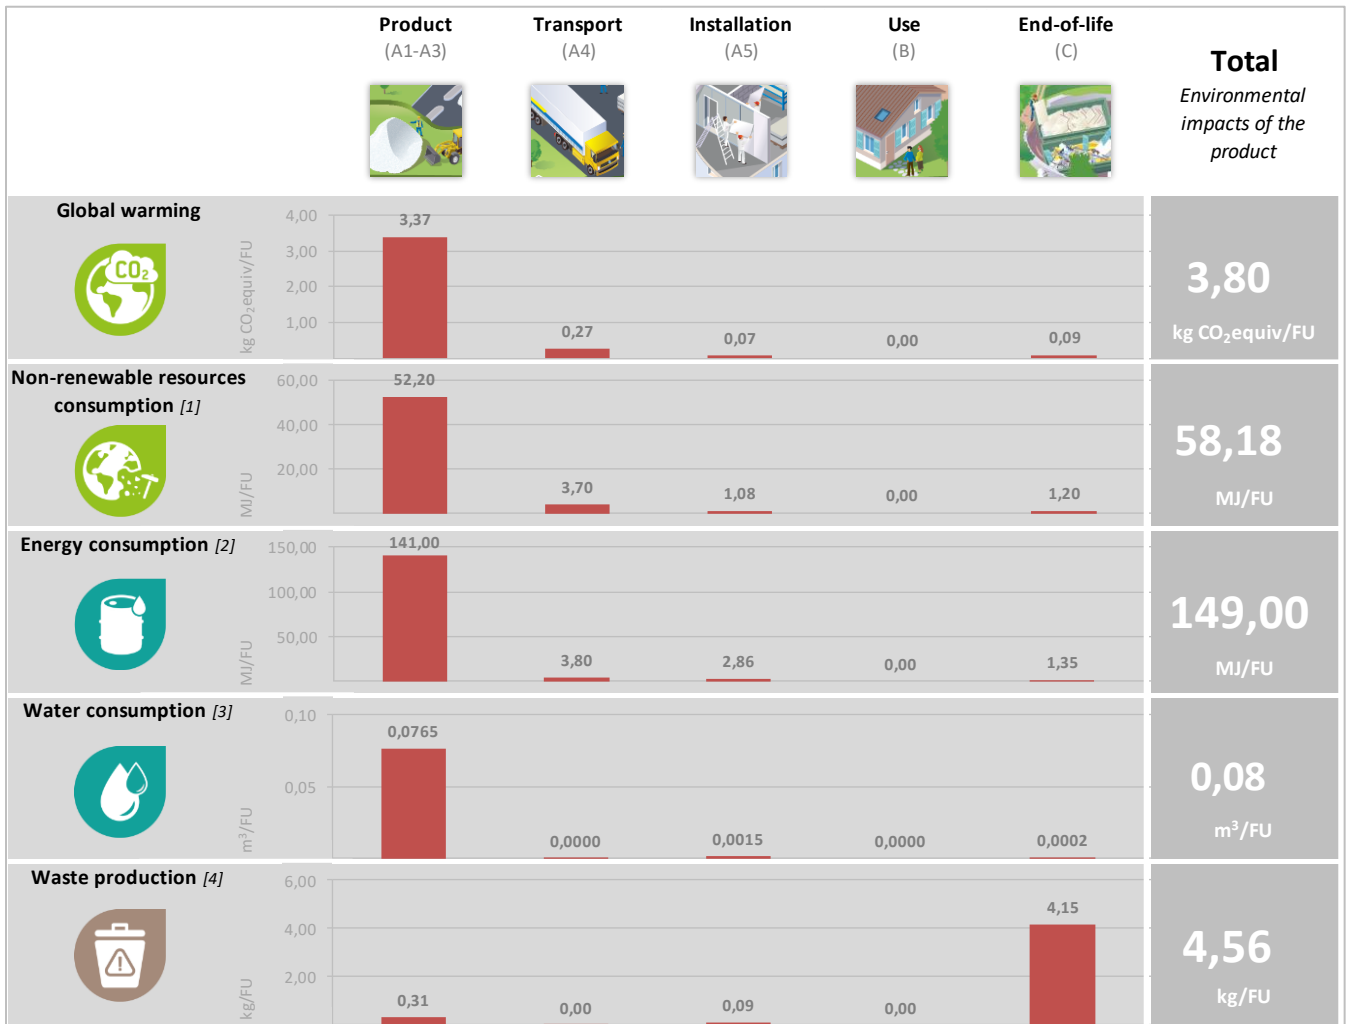 Product
(A1-A3)
Transport
(A4)
Installation
(A5)
Use
(B)
End-of-life
(C)
Total
Environmental
impacts of the
product
Global warming
CO2
kg CO2equiv/FU
4,00
3,00
2,00
1,00
3,37
0,27
0,07
0,00
0,09
3,80
kg CO2equiv/FU
Non-renewable resources
consumption [1]
MJ/FU
60,00
40,00
20,00
52,20
3,70
1,08
0,00
1,20
58,18
MJ/FU
Energy consumption [2]
MJ/FU
150,00
100,00
50,00
141,00
3,80
2,86
0,00
1,35
149,00
MJ/FU
Water consumption [3]
m³/FU
0,10
0,05
0,0765
0,0000
0,0015
0,0000
0,0002
0,08
m³/FU
Waste production [4]
kg/FU
6,00
4,00
2,00
0,31
0,00
0,09
0,00
4,15
4,56
kg/FU